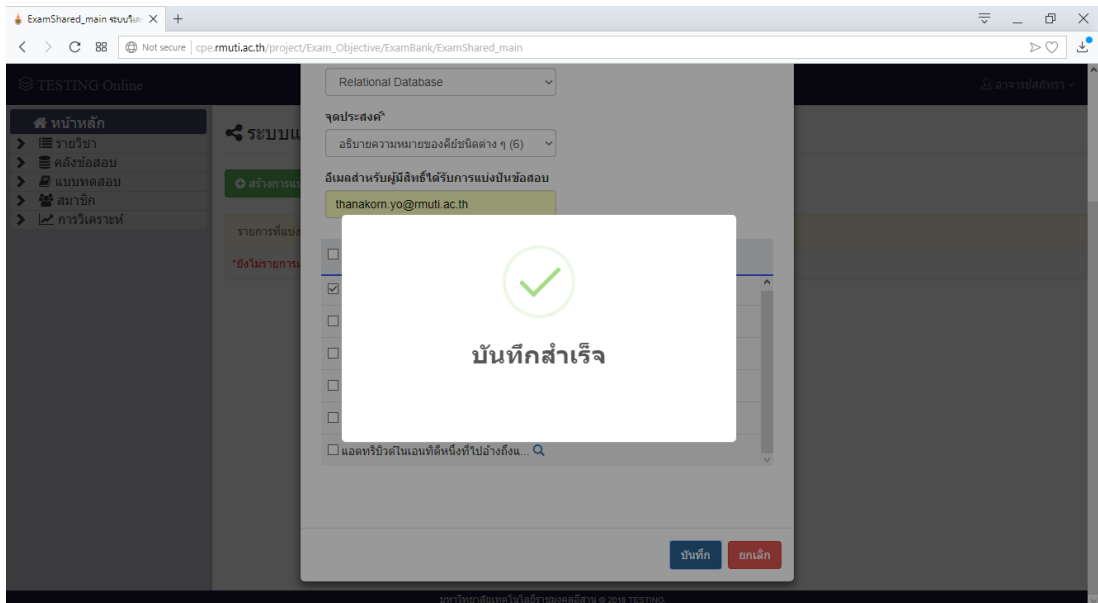 ExamShared_main ระบบวิเค
Not secure cpe.rmuti.ac.th/project/Exam_Objective/ExamBank/ExamShared_main
TESTING Online
อาจารย์สภัทรา
หน้าหลัก
รายวิชา
คลังข้อสอบ
แบบทดสอบ
สมาชิก
การวิเคราะห์
ระบบแ
สร้างการแบ
รายการที่แบ่ง
*ยังไม่รายการแ
Relational Database
จุดประสงค์*
อธิบายความหมายของคีย์ชนิดต่าง ๆ (6)
อีเมลสำหรับผู้มีสิทธิ์ได้รับการแบ่งปันข้อสอบ
thanakorn.yo@rmuti.ac.th
บันทึกสำเร็จ
แอดทริบิวต์ในเอนทิตีหนึ่งที่ไปอ้างถึงแ...
บันทึก ยกเลิก
มหาวิทยาลัยเทคโนโลยีราชมงคลอีสาน © 2018 TESTING.